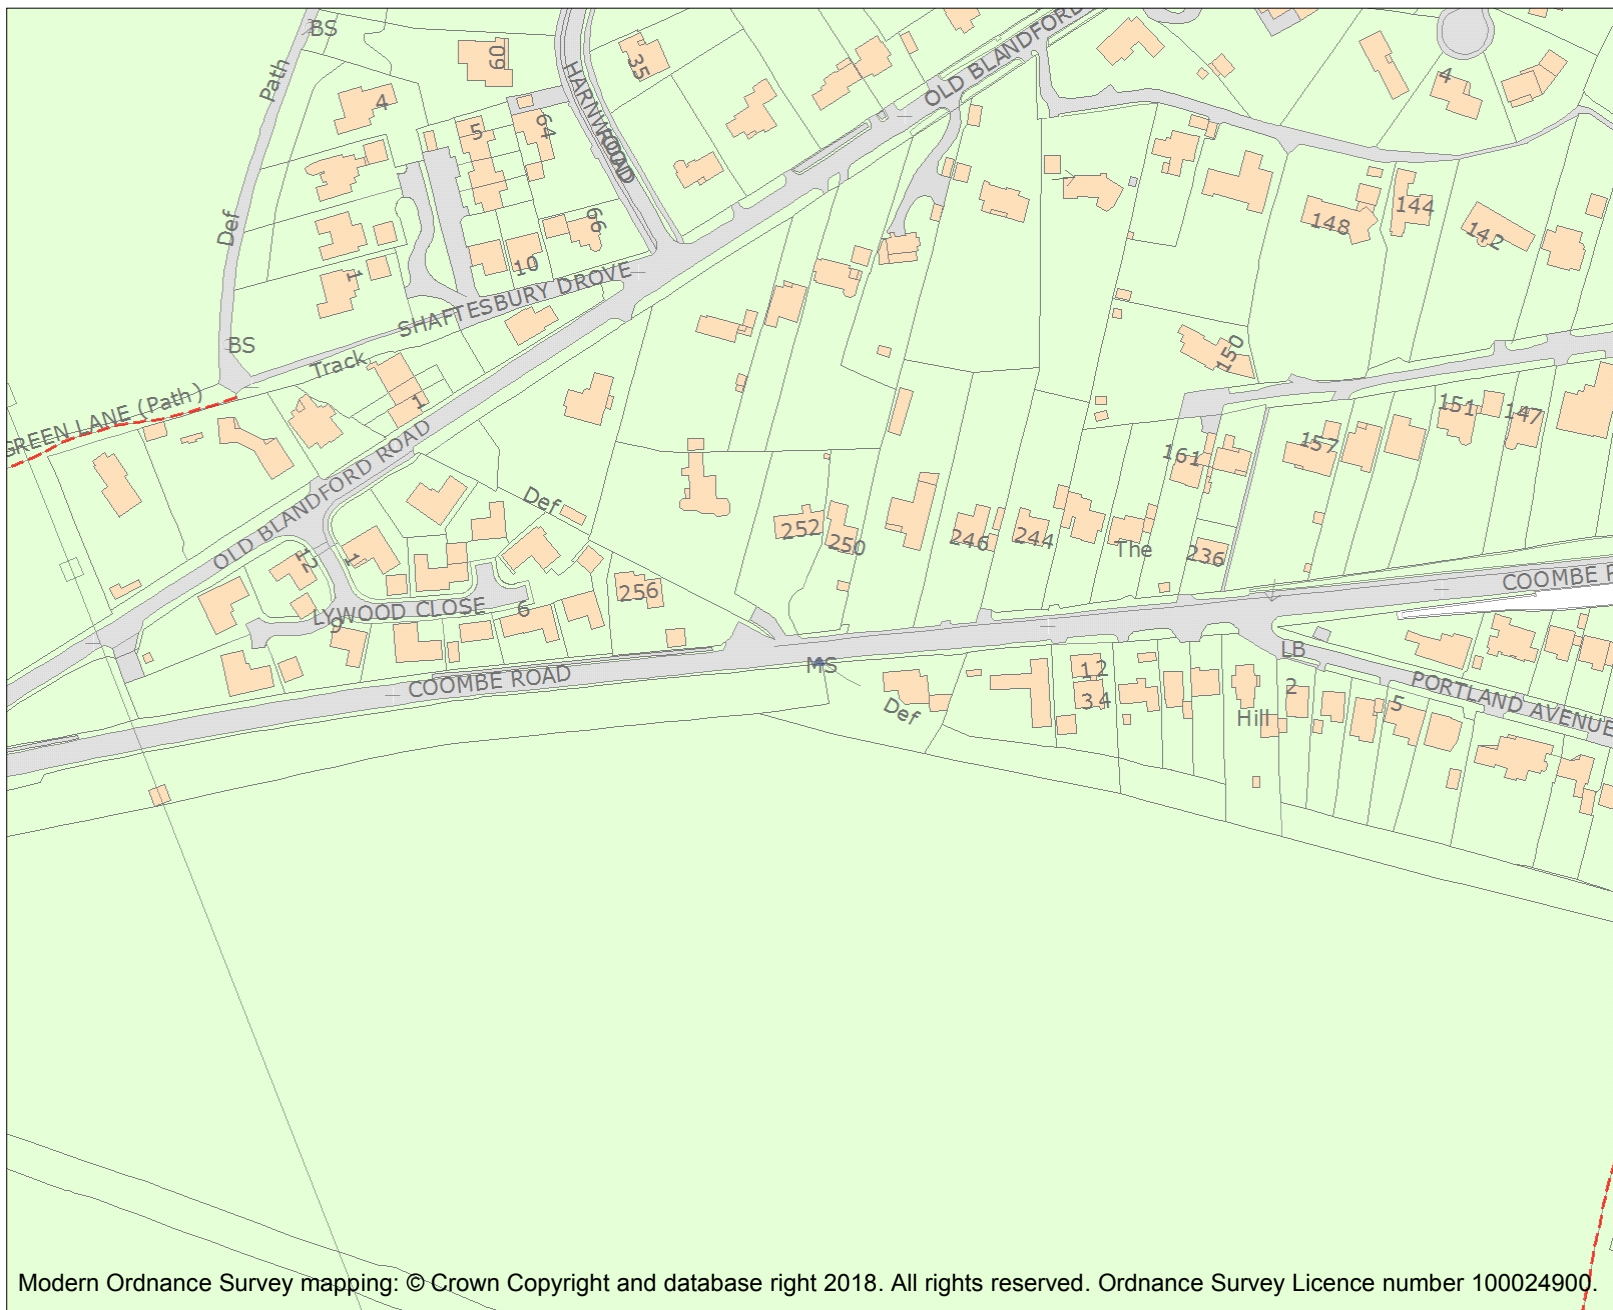 BS
Path
60
35
HARNWOOD
ROAD
OLD BLANDFORD
4
4
5
64
Def
66
10
1
SHAFTESBURY DROVE
148
144
142
BS
Track
150
1
GREEN LANE (Path)
151
147
157
161
OLD BLANDFORD ROAD
Def
252
250
246
244
The
236
12
1
LYWOOD CLOSE
9
6
256
COOMBE R
MS
COOMBE ROAD
Def
12
34
LB
2
Hill
5
PORTLAND AVENUE
Modern Ordnance Survey mapping: © Crown Copyright and database right 2018. All rights reserved. Ordnance Survey Licence number 100024900.